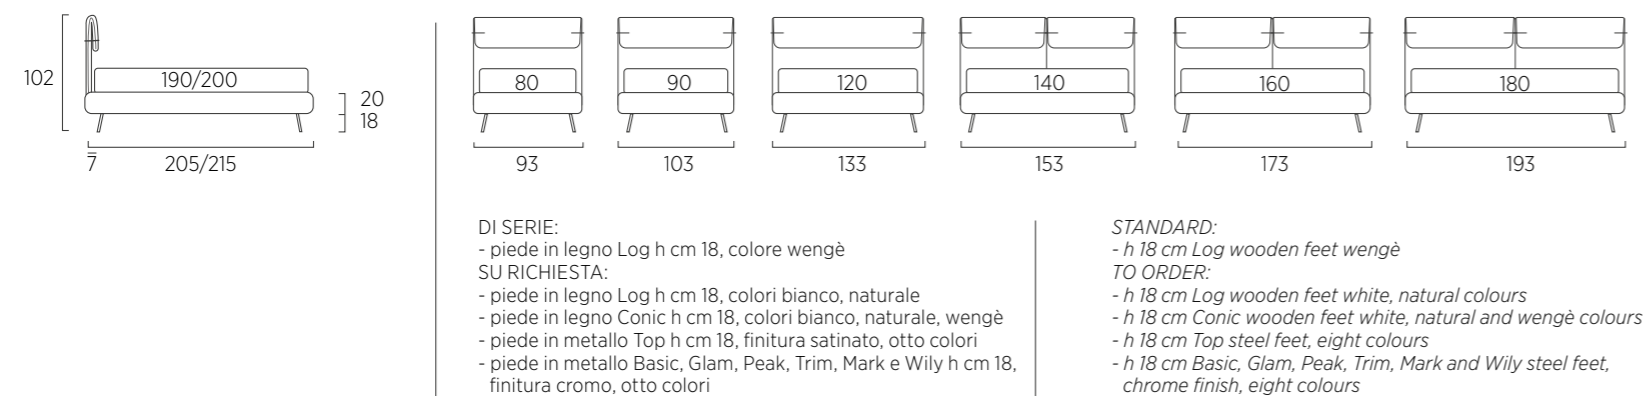 102
190/200
20
18
7
205/215
80
90
120
140
160
180
93
103
133
153
173
193
DI SERIE:
- piede in legno Log h cm 18, colore wengè
SU RICHIESTA:
- piede in legno Log h cm 18, colori bianco, naturale
- piede in legno Conic h cm 18, colori bianco, naturale, wengè
- piede in metallo Top h cm 18, finitura satinato, otto colori
- piede in metallo Basic, Glam, Peak, Trim, Mark e Wily h cm 18,
finitura cromo, otto colori
STANDARD:
- h 18 cm Log wooden feet wengè
TO ORDER:
- h 18 cm Log wooden feet white, natural colours
- h 18 cm Conic wooden feet white, natural and wengè colours
- h 18 cm Top steel feet, eight colours
- h 18 cm Basic, Glam, Peak, Trim, Mark and Wily steel feet,
chrome finish, eight colours